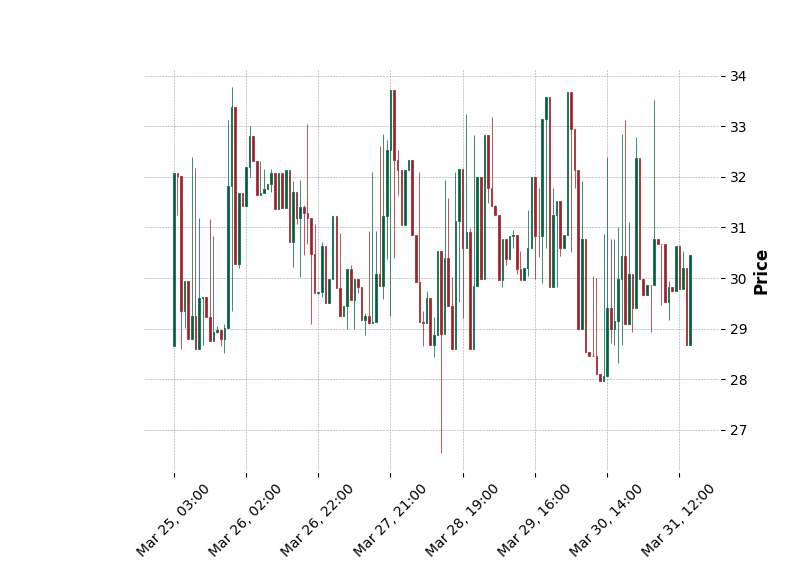 34
33
32
31
30
29
28
27
Price
Mar 25, 03:00
Mar 26, 02:00
Mar 26, 22:00
Mar 27, 21:00
Mar 28, 19:00
Mar 29, 16:00
Mar 30, 14:00
Mar 31, 12:00